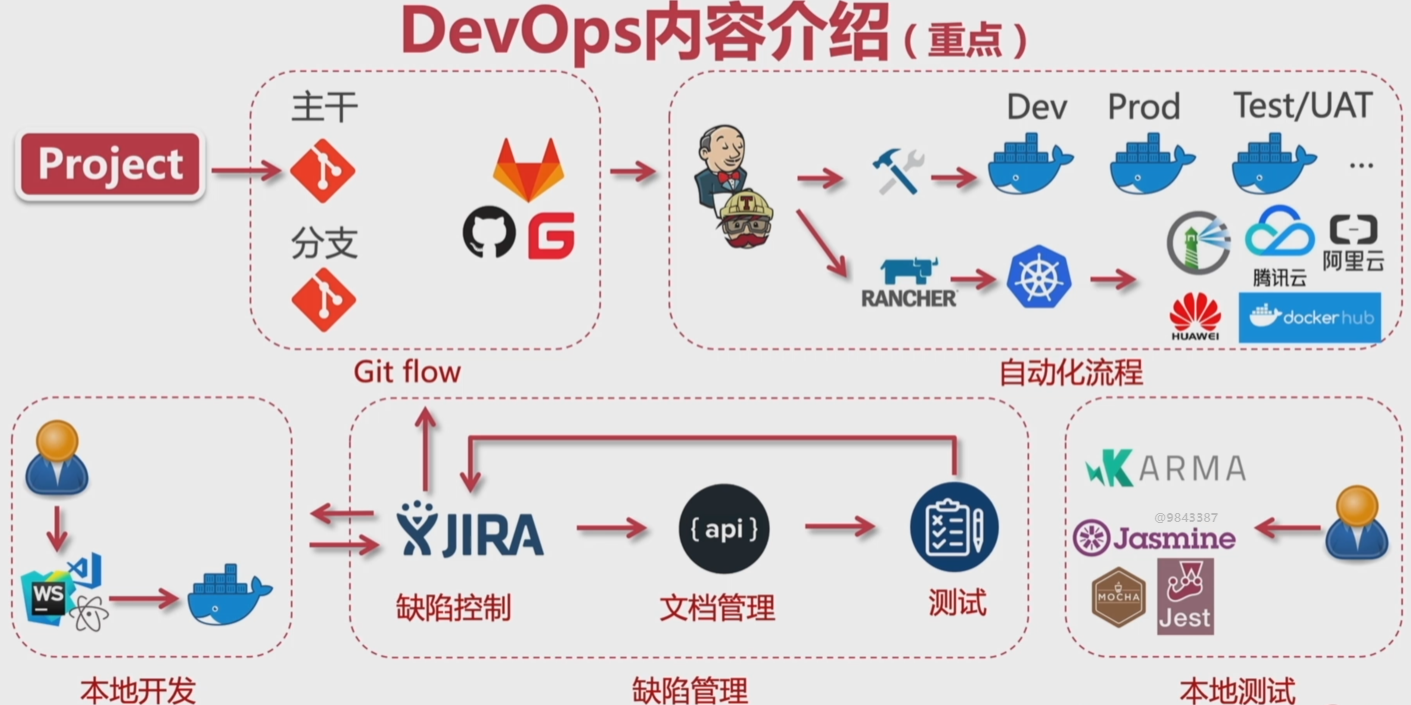 DevOps内容介绍（重点）
Project
主干
分支
Git flow
Dev
Prod
Test/UAT
...
T
RANCHER
腾讯云
阿里云
HUAWEI
dockerhub
自动化流程
WS
本地开发
JIRA
缺陷控制
{api}
文档管理
测试
缺陷管理
KARMA
@9843387
Jasmine
MOCHA
Jest
本地测试